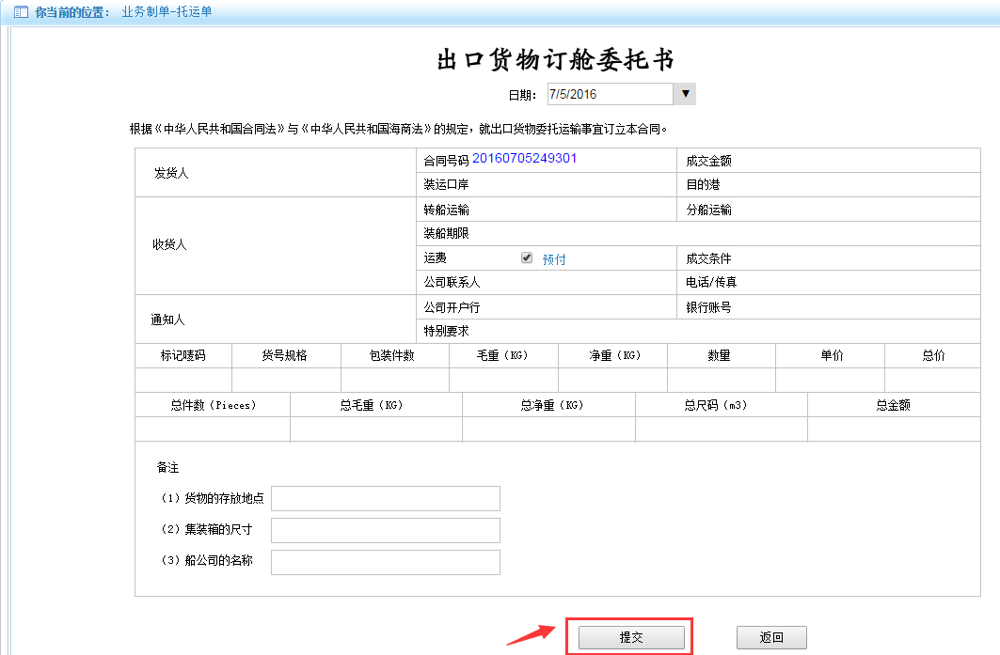 你当前的位置： 业务制单-托运单
出口货物订舱委托书
日期： 7/5/2016 ▼
根据《中华人民共和国合同法》与《中华人民共和国海商法》的规定，就出口货物委托运输事宜订立本合同。
发货人
合同号码 20160705249301 成交金额
装运口岸 目的港
收货人
转船运输 分船运输
装船期限
运费 预付 成交条件
公司联系人 电话/传真
通知人
公司开户行 银行账号
特别要求
标记唛码 货号规格 包装件数 毛重（KG） 净重（KG） 数量 单价 总价
总件数（Pieces） 总毛重（KG） 总净重（KG） 总尺码（m3） 总金额
备注
（1）货物的存放地点
（2）集装箱的尺寸
（3）船公司的名称
提交 返回